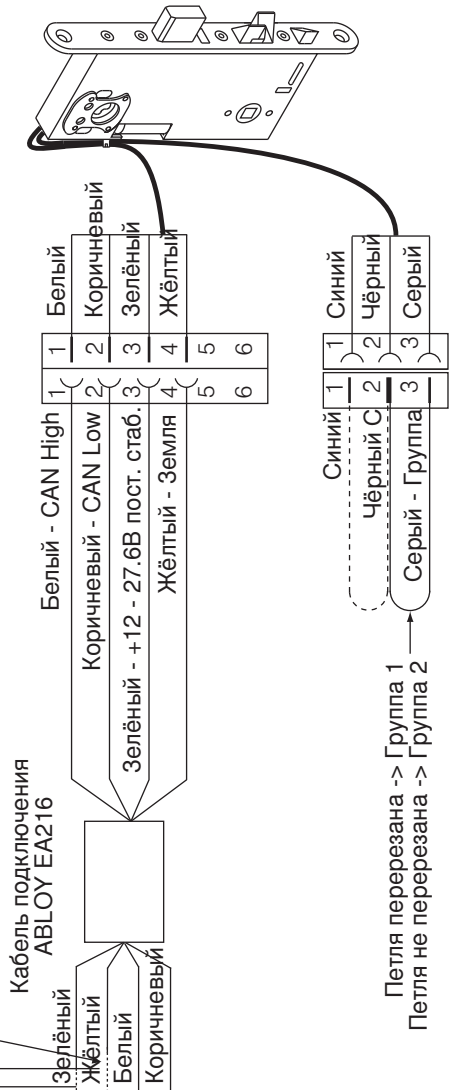 Кабель подключения
ABLOY EA216
Зелёный
Жёлтый
Белый
Коричневый
Белый - CAN High
Коричневый - CAN Low
Зелёный - +12 - 27.6В пост. стаб.
Жёлтый - Земля
1 1
2 2
3 3
4 4
5 5
6 6
Белый
Коричневый
Зелёный
Жёлтый
Петля перерезана -> Группа 1
Петля не перерезана -> Группа 2
Синий
Чёрный C
Серый - Группа
1 1
2 2
3 3
Синий
Чёрный
Серый